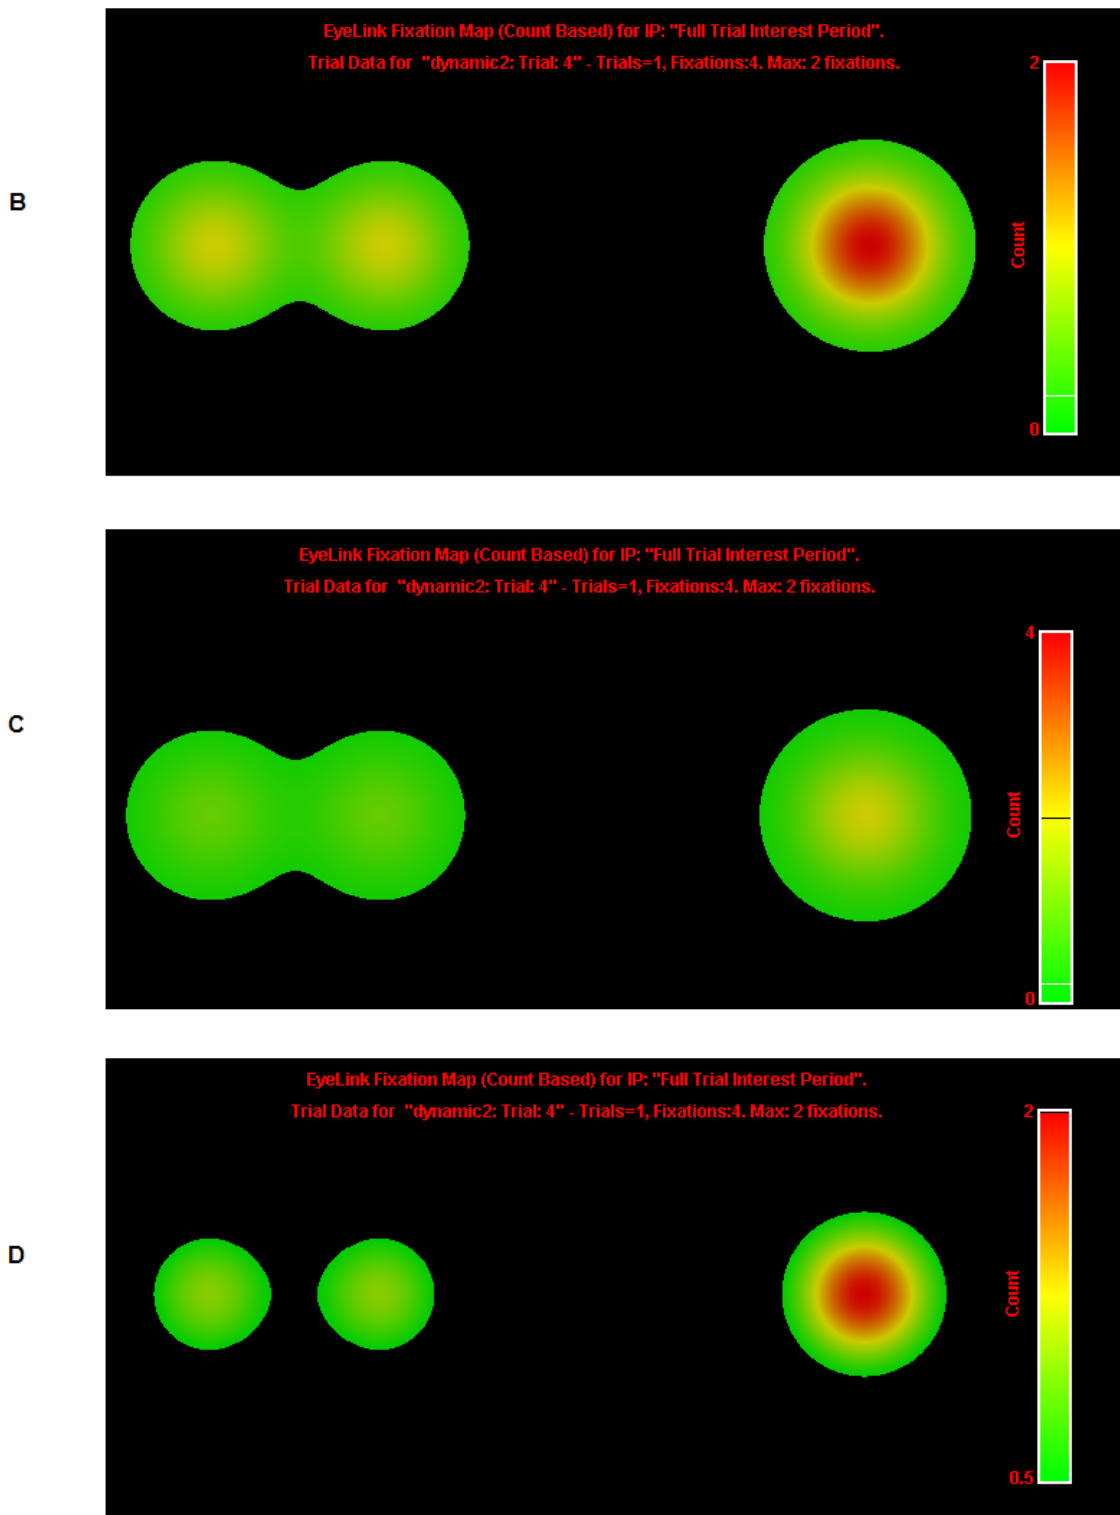 EyeLink Fixation Map (Count Based) for IP: "Full Trial Interest Period".
Trial Data for "dynamic2: Trial: 4" - Trials=1, Fixations:4. Max: 2 fixations.
2
B
Count
0
EyeLink Fixation Map (Count Based) for IP: "Full Trial Interest Period".
Trial Data for "dynamic2: Trial: 4" - Trials=1, Fixations:4. Max: 2 fixations.
4
C
Count
0
EyeLink Fixation Map (Count Based) for IP: "Full Trial Interest Period".
Trial Data for "dynamic2: Trial: 4" - Trials=1, Fixations:4. Max: 2 fixations.
2
D
Count
0.5